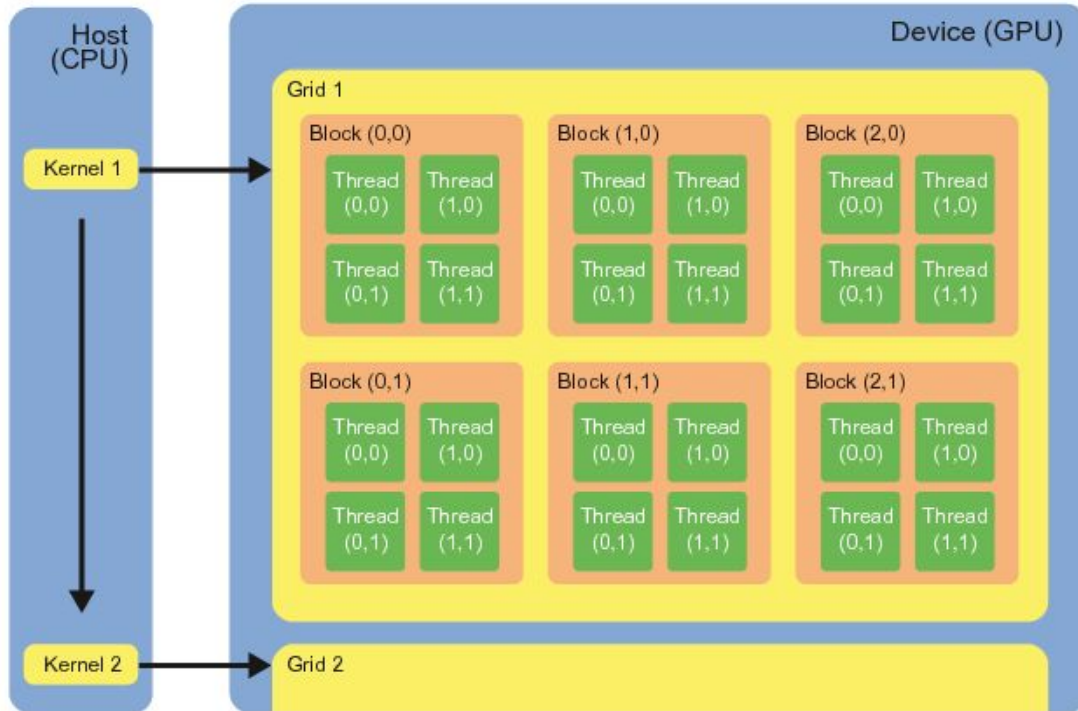 Host
(CPU)
Device (GPU)
Grid 1
Kernel 1
Block (0,0)
Thread
(0,0)
Thread
(1,0)
Thread
(0,1)
Thread
(1,1)
Block (1,0)
Thread
(0,0)
Thread
(1,0)
Thread
(0,1)
Thread
(1,1)
Block (2,0)
Thread
(0,0)
Thread
(1,0)
Thread
(0,1)
Thread
(1,1)
Block (0,1)
Thread
(0,0)
Thread
(1,0)
Thread
(0,1)
Thread
(1,1)
Block (1,1)
Thread
(0,0)
Thread
(1,0)
Thread
(0,1)
Thread
(1,1)
Block (2,1)
Thread
(0,0)
Thread
(1,0)
Thread
(0,1)
Thread
(1,1)
Kernel 2
Grid 2